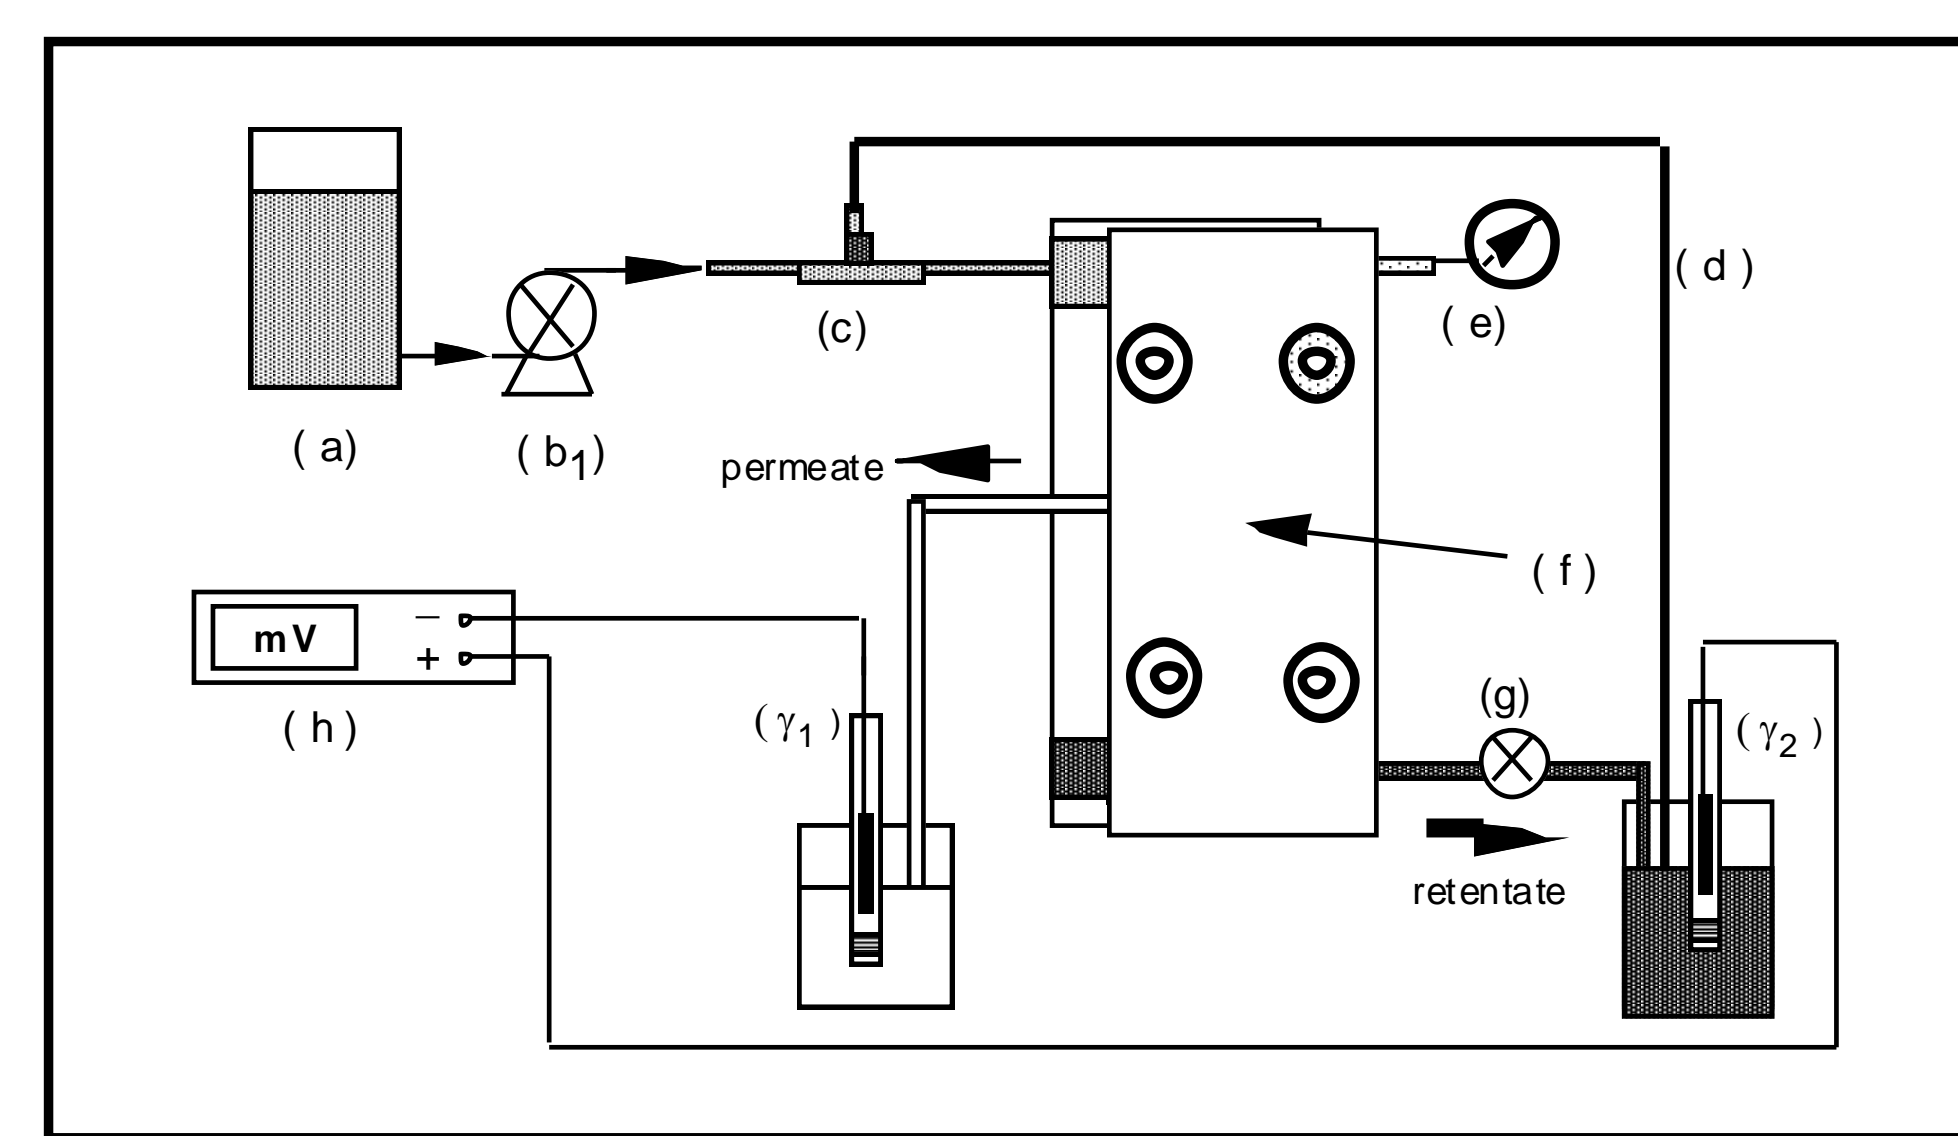 ( d )
(c)
( e)
( a)
( b1)
permeate
( f )
mV
–
+
( h )
( γ1 )
(g)
( γ2 )
retentate